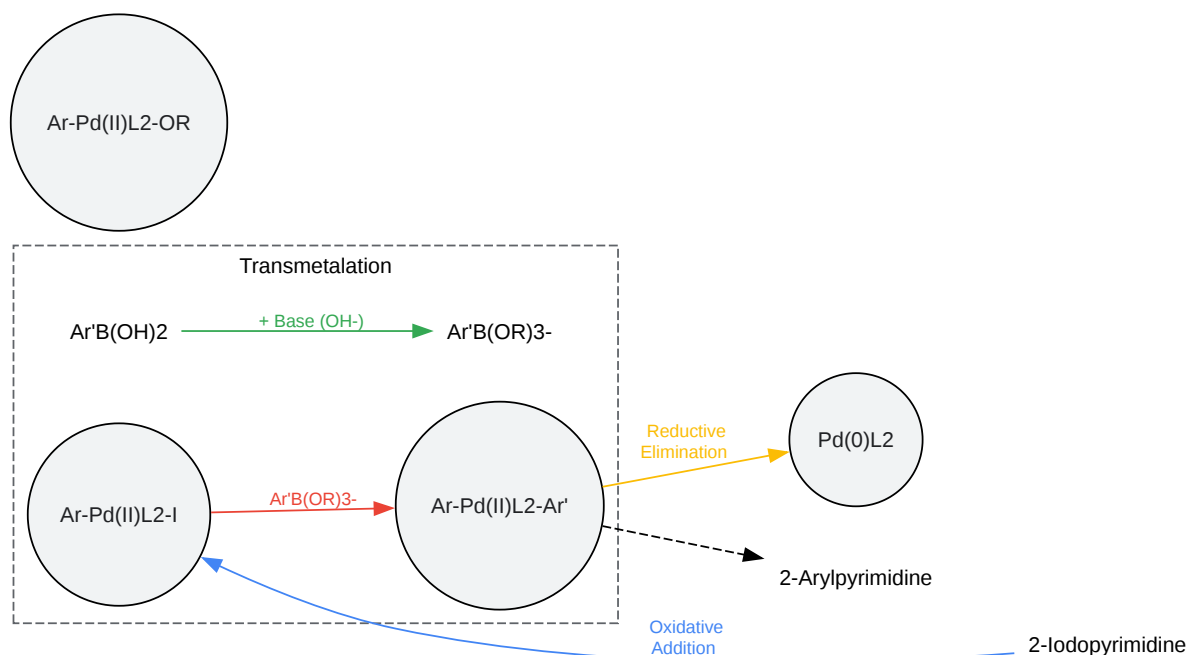 Ar-Pd(II)L2-OR
Transmetalation
Ar'B(OH)2
+ Base (OH-)
Ar'B(OR)3-
Reductive
Elimination
Pd(0)L2
Ar-Pd(II)L2-I
Ar'B(OR)3-
Ar-Pd(II)L2-Ar'
2-Arylpyrimidine
Oxidative
Addition
2-Iodopyrimidine